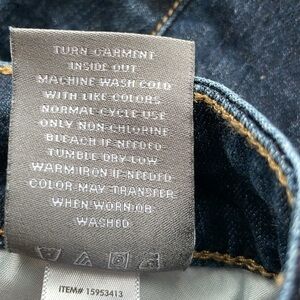 TURN GARMENT
INSIDE OUT
MACHINE WASH COLD
WITH LIKE COLORS
NORMAL CYCLE USE
ONLY NON-CHLORINE
BLEACH IF NEEDED
TUMBLE DRY LOW
WARM IRON IF NEEDED
COLOR MAY TRANSFER
WHEN WORN OR
WASHED
ITEM# 15953413